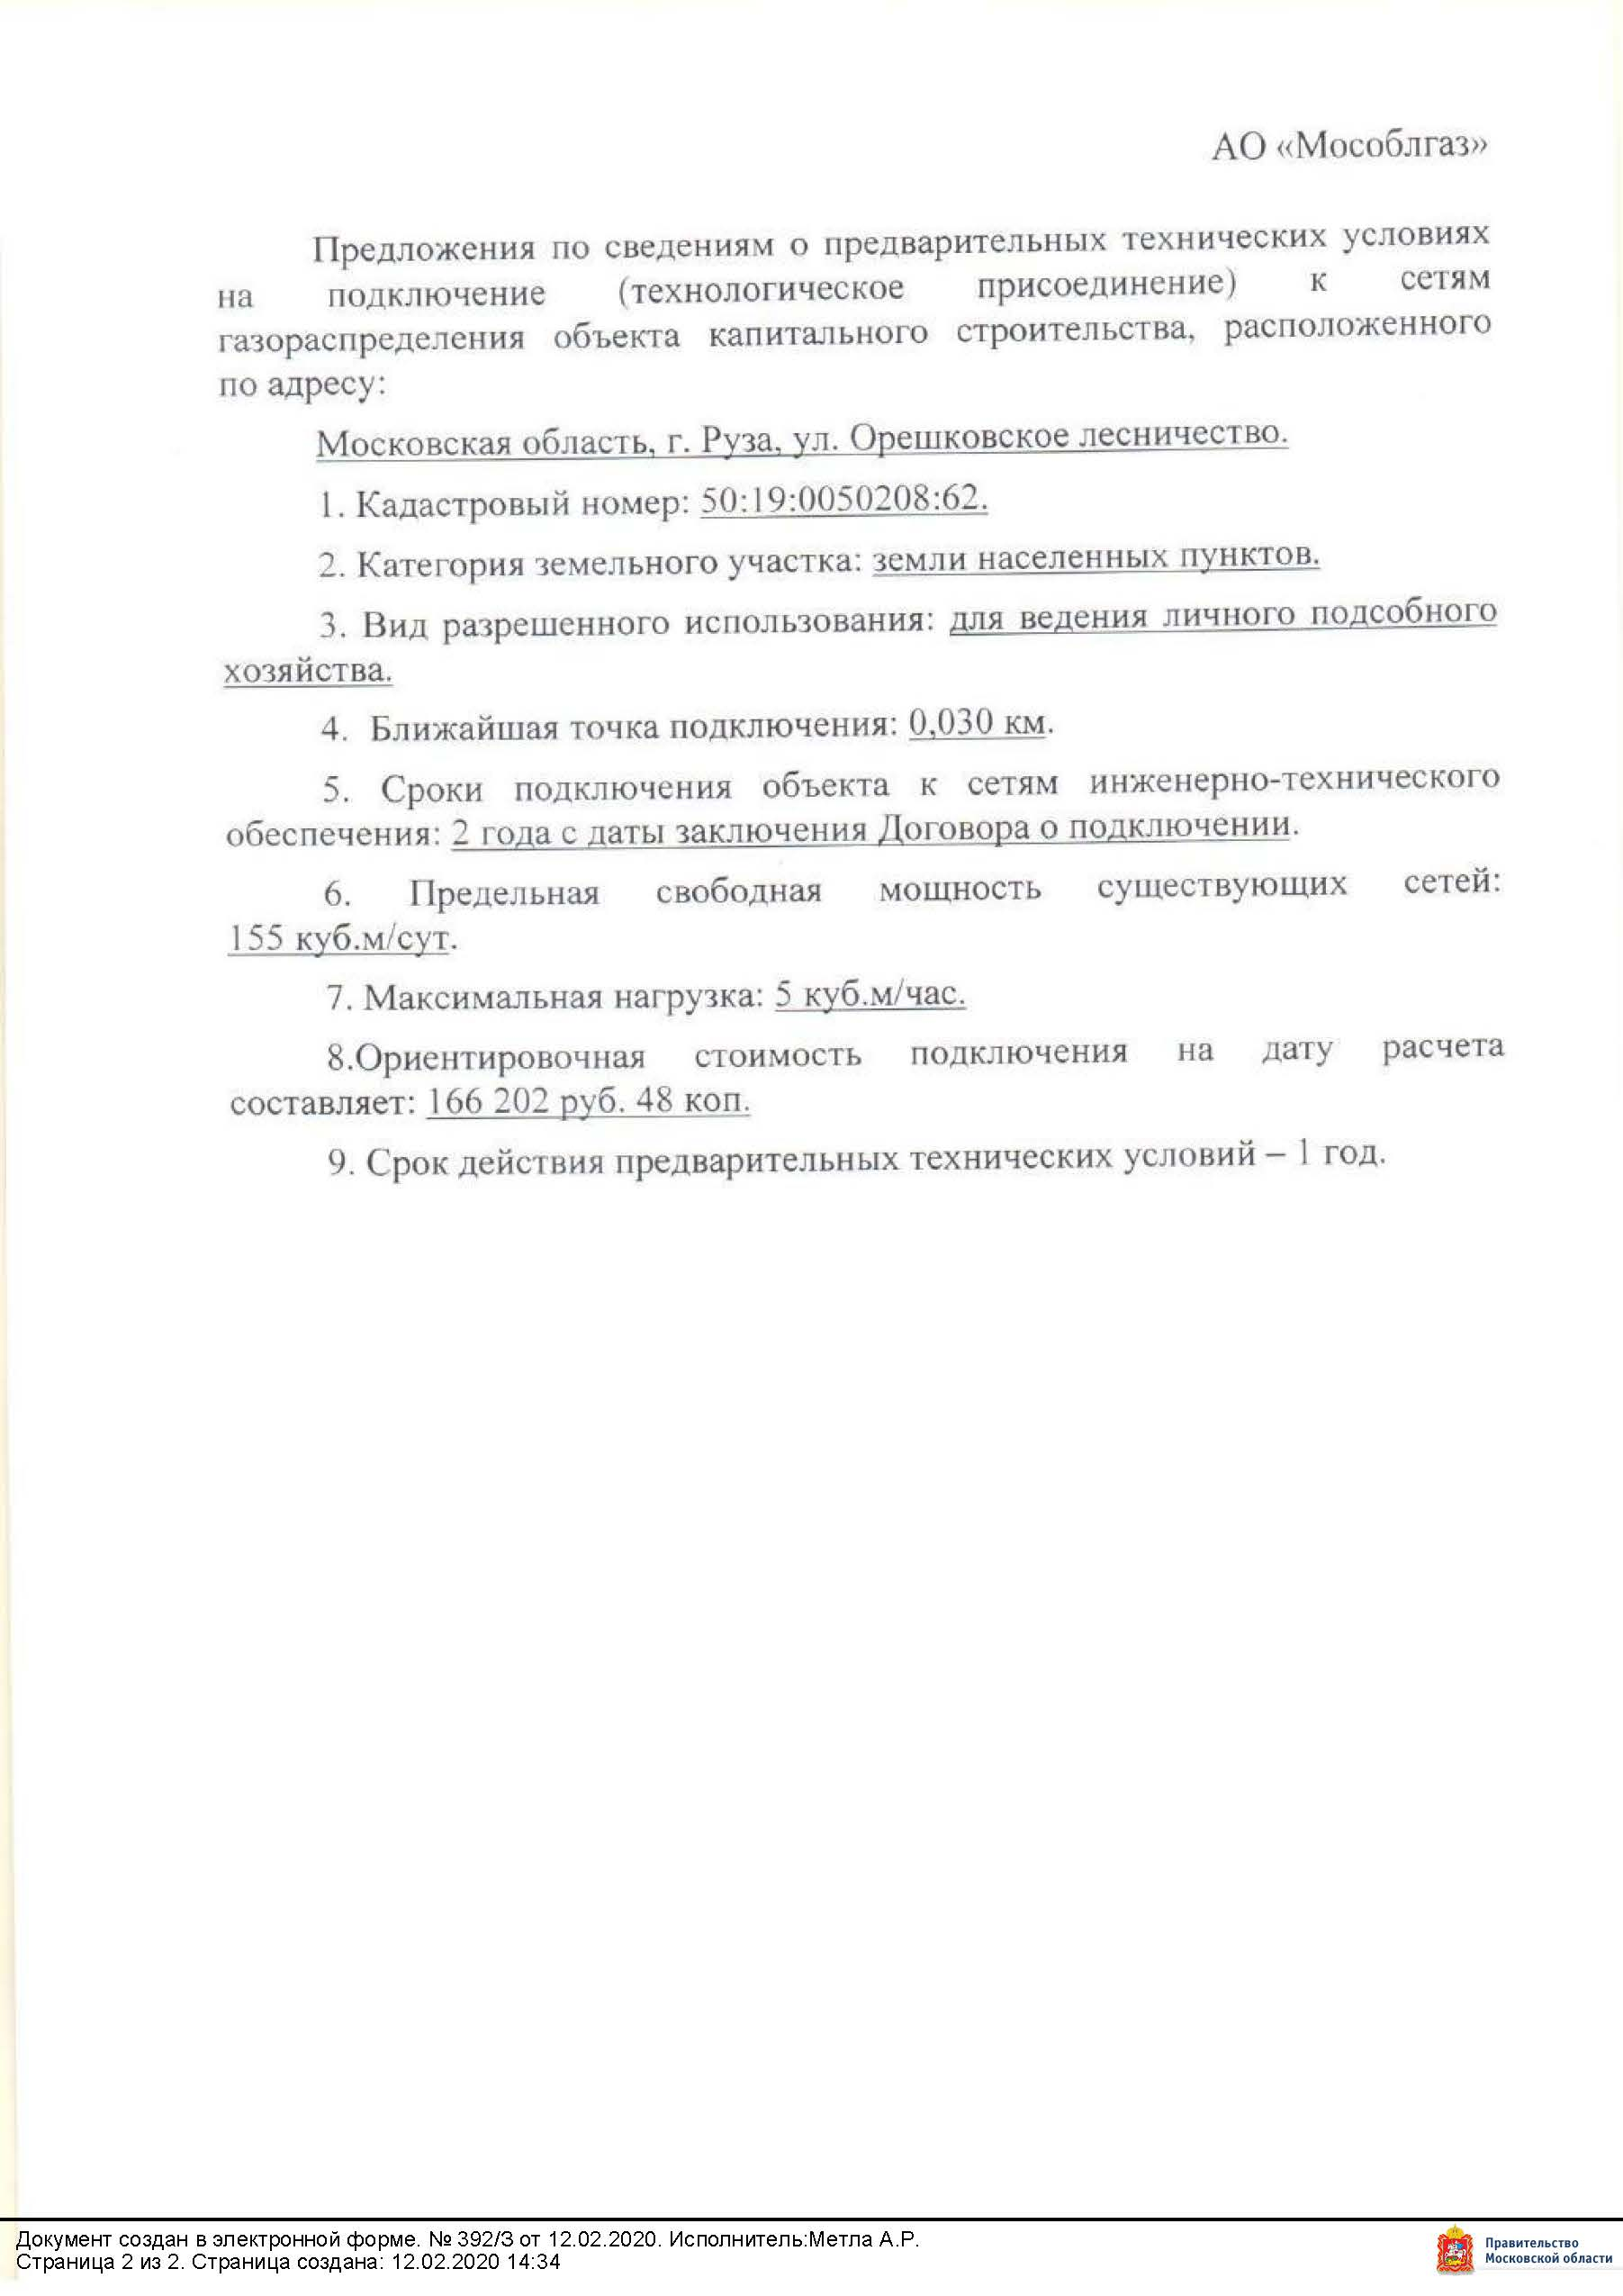 АО «Мособлгаз»
Предложения по сведениям о предварительных технических условиях
на подключение (технологическое присоединение) к сетям
газораспределения объекта капитального строительства, расположенного
по адресу:
Московская область, г. Руза, ул. Орешковское лесничество.
1. Кадастровый номер: 50:19:0050208:62.
2. Категория земельного участка: земли населенных пунктов.
3. Вид разрешенного использования: для ведения личного подсобного
хозяйства.
4. Ближайшая точка подключения: 0,030 км.
5. Сроки подключения объекта к сетям инженерно-технического
обеспечения: 2 года с даты заключения Договора о подключении.
6. Предельная свободная мощность существующих сетей:
155 куб.м/сут.
7. Максимальная нагрузка: 5 куб.м/час.
8.Ориентировочная стоимость подключения на дату расчета
составляет: 166 202 руб. 48 коп.
9. Срок действия предварительных технических условий – 1 год.
Документ создан в электронной форме. № 392/3 от 12.02.2020. Исполнитель:Метла А.Р.
Страница 2 из 2. Страница создана: 12.02.2020 14:34
Правительство
Московской области